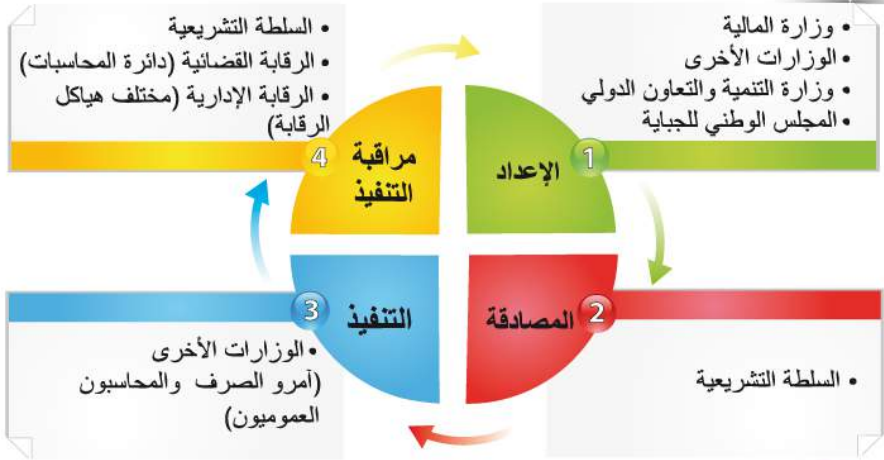 • وزارة المالية
• الوزارات الأخرى
• وزارة التنمية والتعاون الدولي
• المجلس الوطني للجباية
1
الإعداد
2
المصادقة
• السلطة التشريعية
3
التنفيذ
• الوزارات الأخرى
(آمرو الصرف والمحاسبون
العموميون)
4
مراقبة
التنفيذ
• السلطة التشريعية
• الرقابة القضائية (دائرة المحاسبات)
• الرقابة الإدارية (مختلف هياكل
الرقابة)